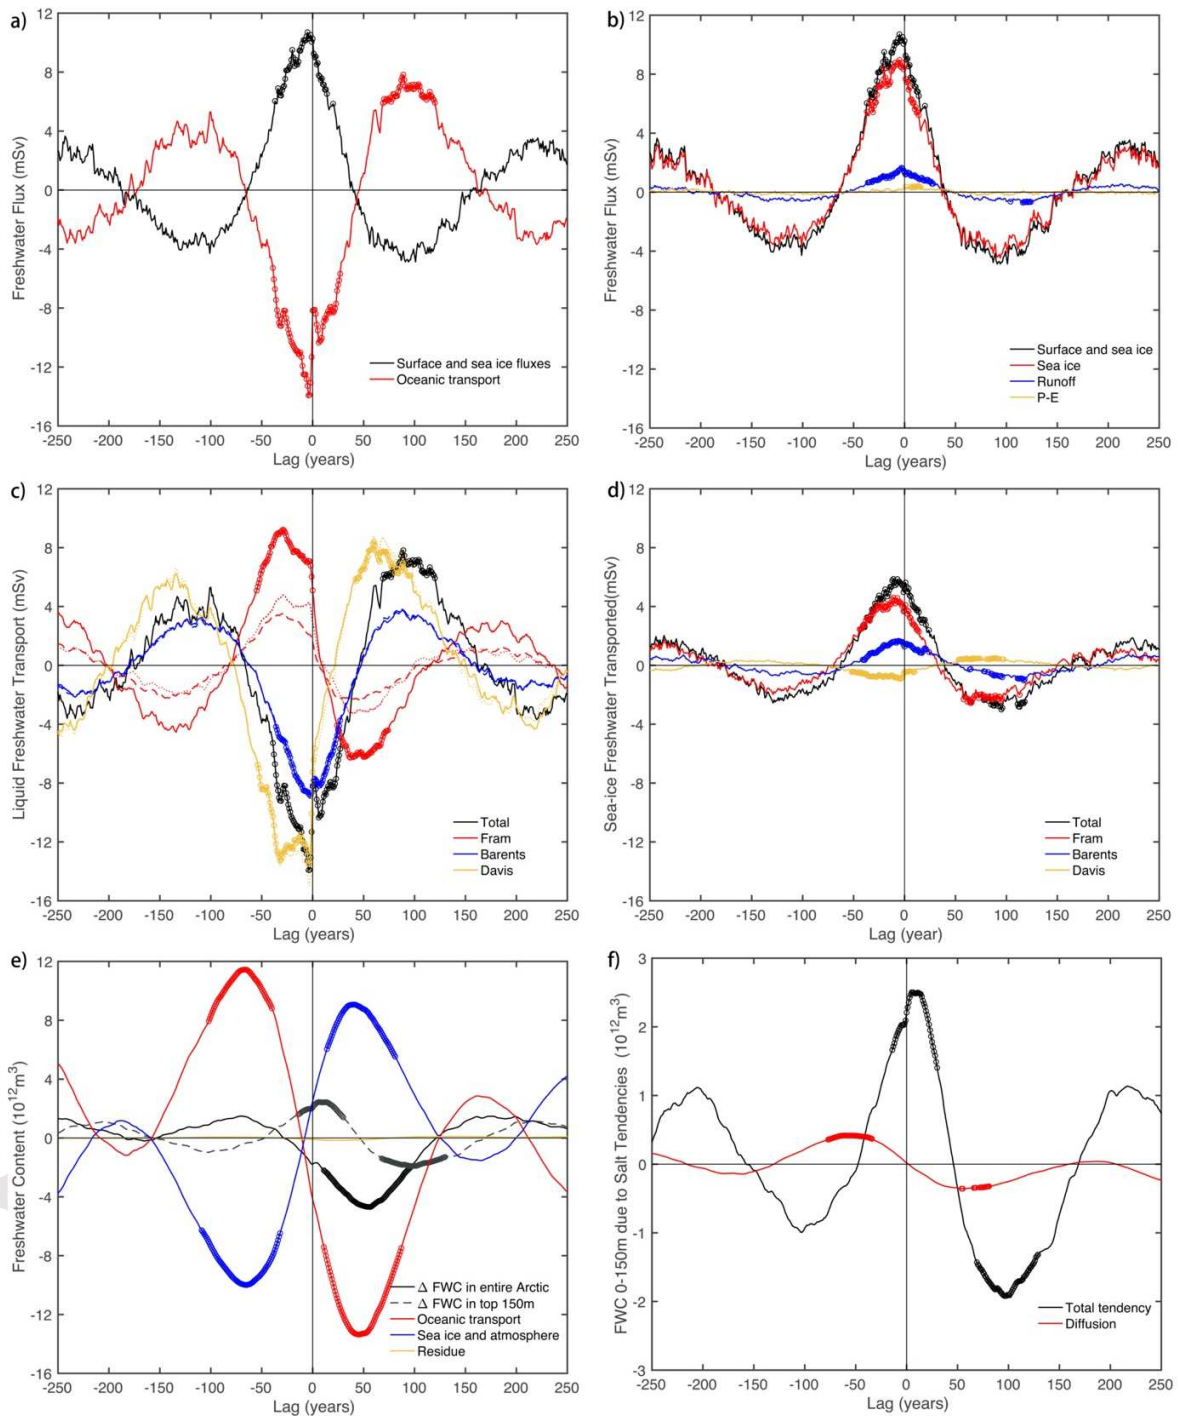 a)
12
8
4
0
-4
-8
-12
-16
Freshwater Flux (mSv)
Surface and sea ice fluxes
Oceanic transport
-250 -200 -150 -100 -50 0 50 100 150 200 250
Lag (years)
b)
12
8
4
0
-4
-8
-12
-16
Freshwater Flux (mSv)
Surface and sea ice
Sea ice
Runoff
P-E
-250 -200 -150 -100 -50 0 50 100 150 200 250
Lag (years)
c)
12
8
4
0
-4
-8
-12
-16
Liquid Freshwater Transport (mSv)
Total
Fram
Barents
Davis
-250 -200 -150 -100 -50 0 50 100 150 200 250
Lag (years)
d)
12
8
4
0
-4
-8
-12
-16
Sea-ice Freshwater Transported(mSv)
Total
Fram
Barents
Davis
-250 -200 -150 -100 -50 0 50 100 150 200 250
Lag (year)
e)
12
8
4
0
-4
-8
-12
-16
Freshwater Content (10^12m^3)
Δ FWC in entire Arctic
Δ FWC in top 150m
Oceanic transport
Sea ice and atmosphere
Residue
-250 -200 -150 -100 -50 0 50 100 150 200 250
Lag (years)
f)
3
2
1
0
-1
-2
-3
FWC 0-150m due to Salt Tendencies (10^12m^3)
Total tendency
Diffusion
-250 -200 -150 -100 -50 0 50 100 150 200 250
Lag (years)